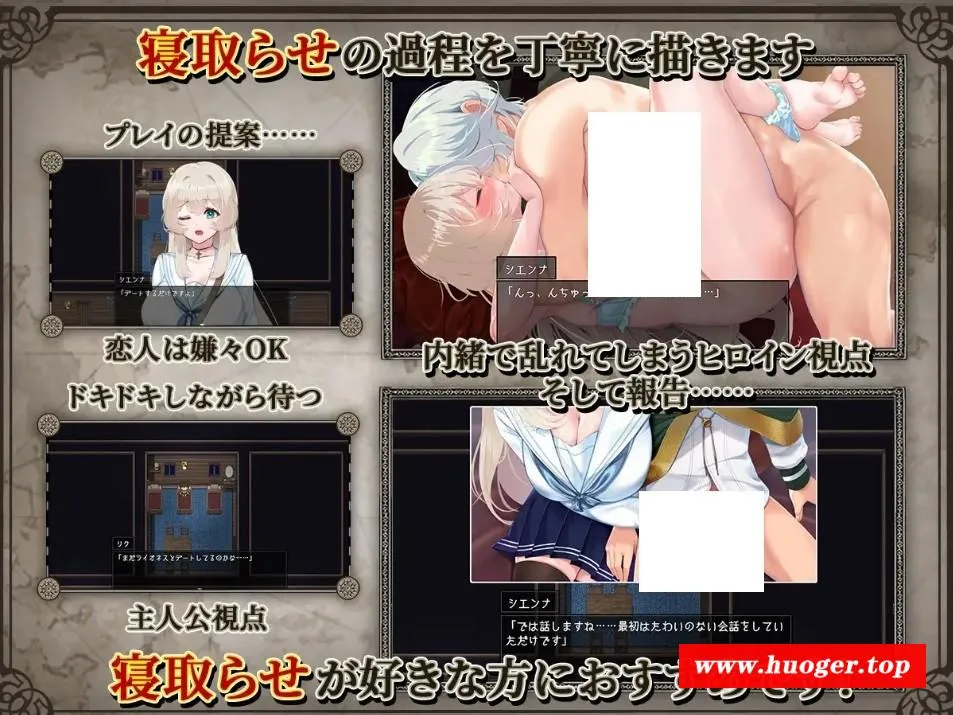 寝取らせの過程を丁寧に描きます
プレイの提案……
シエンナ
「デートするだけですよ」
恋人は嫌々OK
シエンナ
「んっ、んちゅっ
…」
内緒で乱れてしまうヒロイン視点
そして報告……
ドキドキしながら待つ
リク
「まだライオネスとデートしてるのかな……」
主人公視点
シエンナ
「では話しますね……最初はたわいのない会話をしてい
ただけです」
寝取らせが好きな方におすす
www.huoger.top